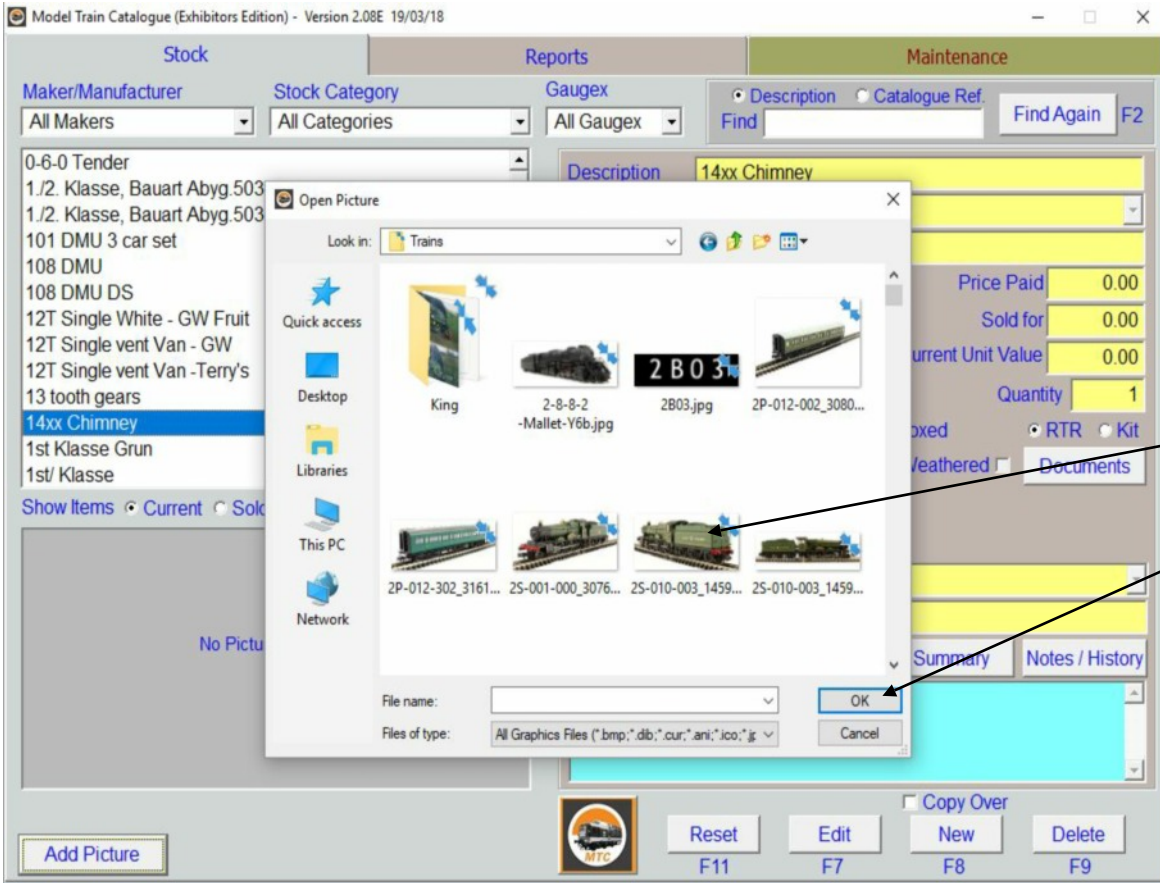 Model Train Catalogue (Exhibitors Edition) - Version 2.08E 19/03/18
Stock Reports Maintenance
Maker/Manufacturer Stock Category Gaugex
Description Catalogue Ref.
All Makers All Categories All Gaugex Find Find Again F2
0-6-0 Tender
1./2. Klasse, Bauart Abyg.503
1./2. Klasse, Bauart Abyg.503
101 DMU 3 car set
108 DMU
108 DMU DS
12T Single White - GW Fruit
12T Single vent Van - GW
12T Single vent Van -Terry's
13 tooth gears
14xx Chimney
1st Klasse Grun
1st/ Klasse
Show Items Current Sold
Description 14xx Chimney
Price Paid 0.00
Sold for 0.00
urrent Unit Value 0.00
Quantity 1
oxed RTR Kit
Weathered Documents
Summary Notes / History
Open Picture
Look in: Trains
Quick access
Desktop
Libraries
This PC
Network
2 B 0 3
King 2-8-8-2 2B03.jpg 2P-012-002_3080...
-Mallet-Y6b.jpg
2P-012-302_3161... 2S-001-000_3076... 2S-010-003_1459... 2S-010-003_1459...
File name: OK
Files of type: All Graphics Files (*.bmp;*.dib;*.cur;*.ani;*.ico;*.jp Cancel
No Pictu
Add Picture
MTC
Copy Over
Reset Edit New Delete
F11 F7 F8 F9